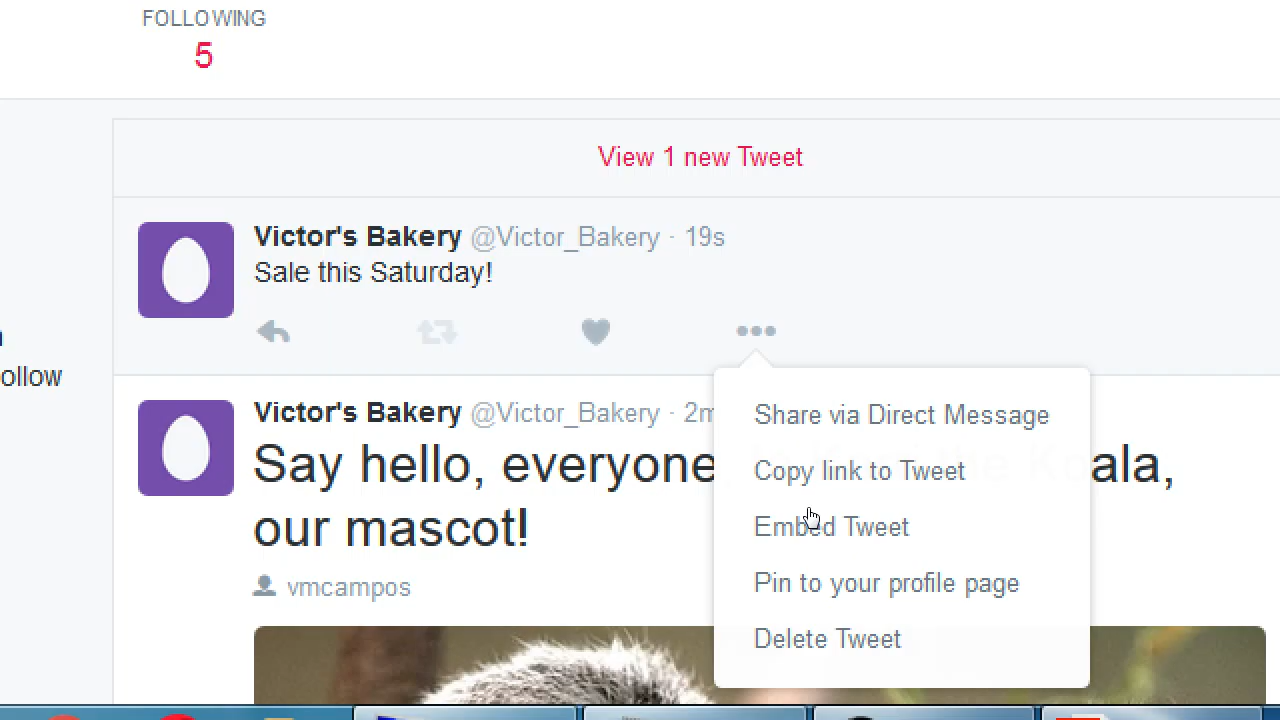 FOLLOWING
5
View 1 new Tweet
Victor's Bakery @Victor_Bakery · 19s
Sale this Saturday!
ollow
Victor's Bakery @Victor_Bakery · 2m
Say hello, everyone ala,
our mascot!
vmcampos
Share via Direct Message
Copy link to Tweet
Embed Tweet
Pin to your profile page
Delete Tweet